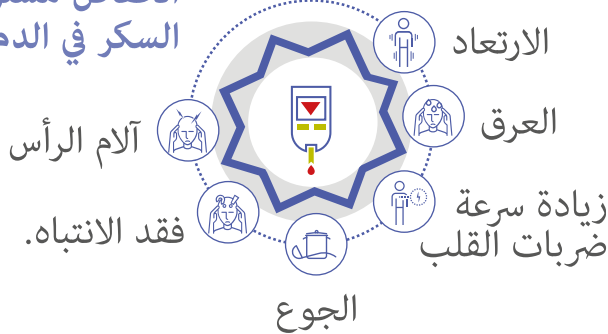 السكر في الدم
الارتعاد
العرق
زيادة سرعة
ضربات القلب
الجوع
فقد الانتباه.
آلام الرأس